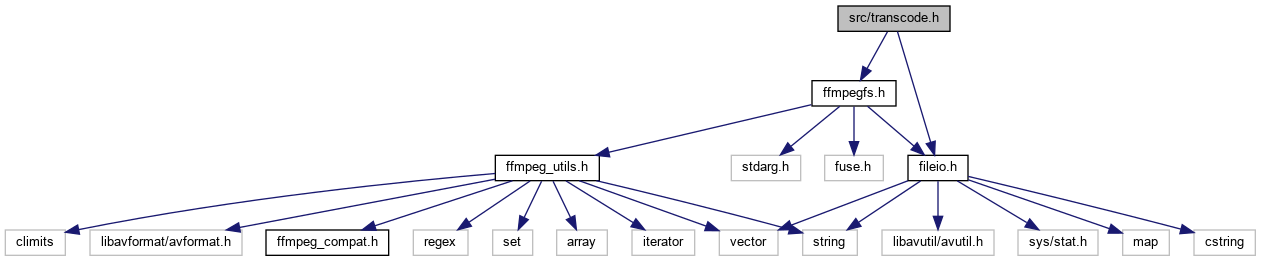 src/transcode.h
ffmpegfs.h
ffmpeg_utils.h
stdarg.h
fuse.h
fileio.h
climits
libavformat/avformat.h
ffmpeg_compat.h
regex
set
array
iterator
vector
string
libavutil/avutil.h
sys/stat.h
map
cstring